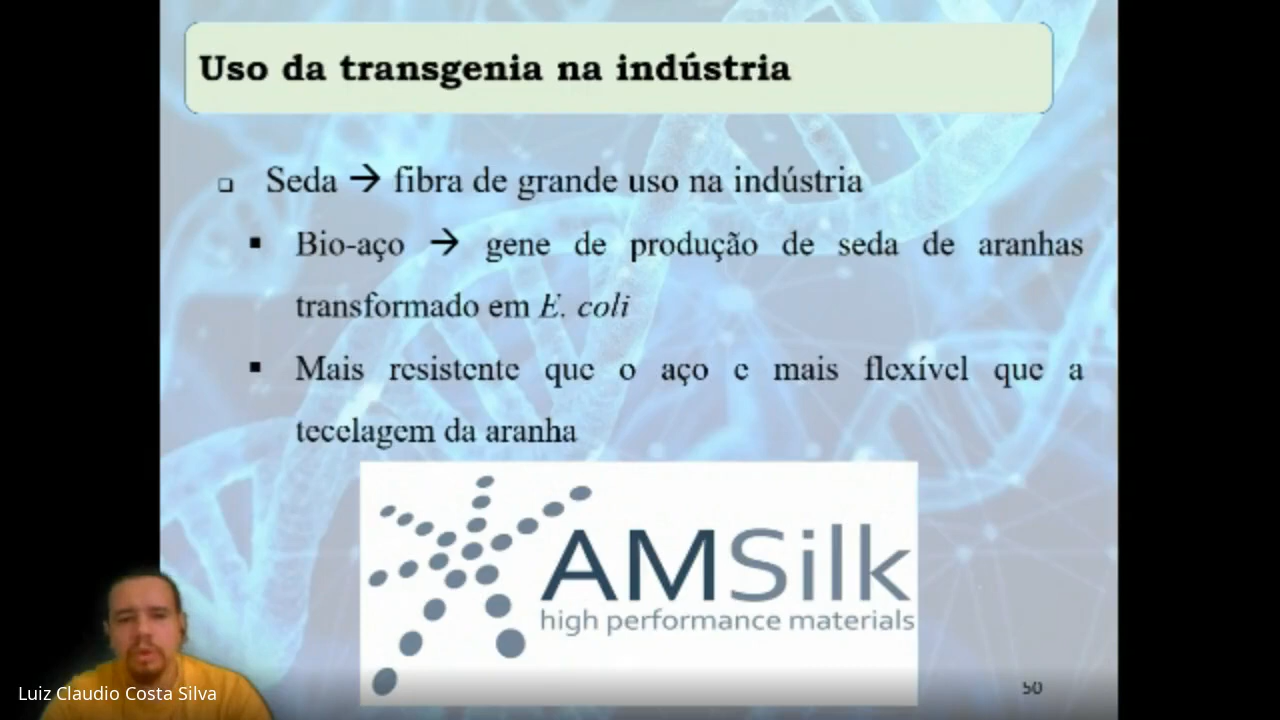 Uso da transgenia na indústria
❑ Seda → fibra de grande uso na indústria
▪ Bio-aço → gene de produção de seda de aranhas
transformado em E. coli
▪ Mais resistente que o aço e mais flexível que a
tecelagem da aranha
AMSilk
high performance materials
Luiz Claudio Costa Silva
50